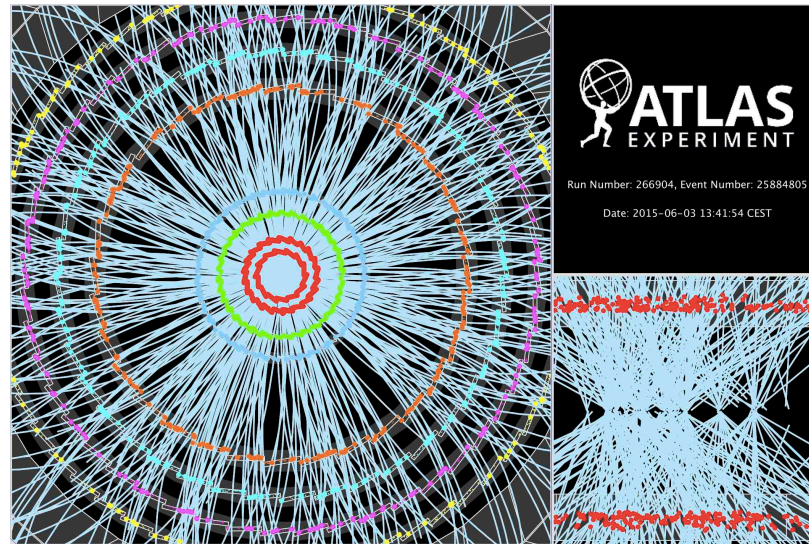 ATLAS
EXPERIMENT
Run Number: 266904, Event Number: 25884805
Date: 2015-06-03 13:41:54 CEST